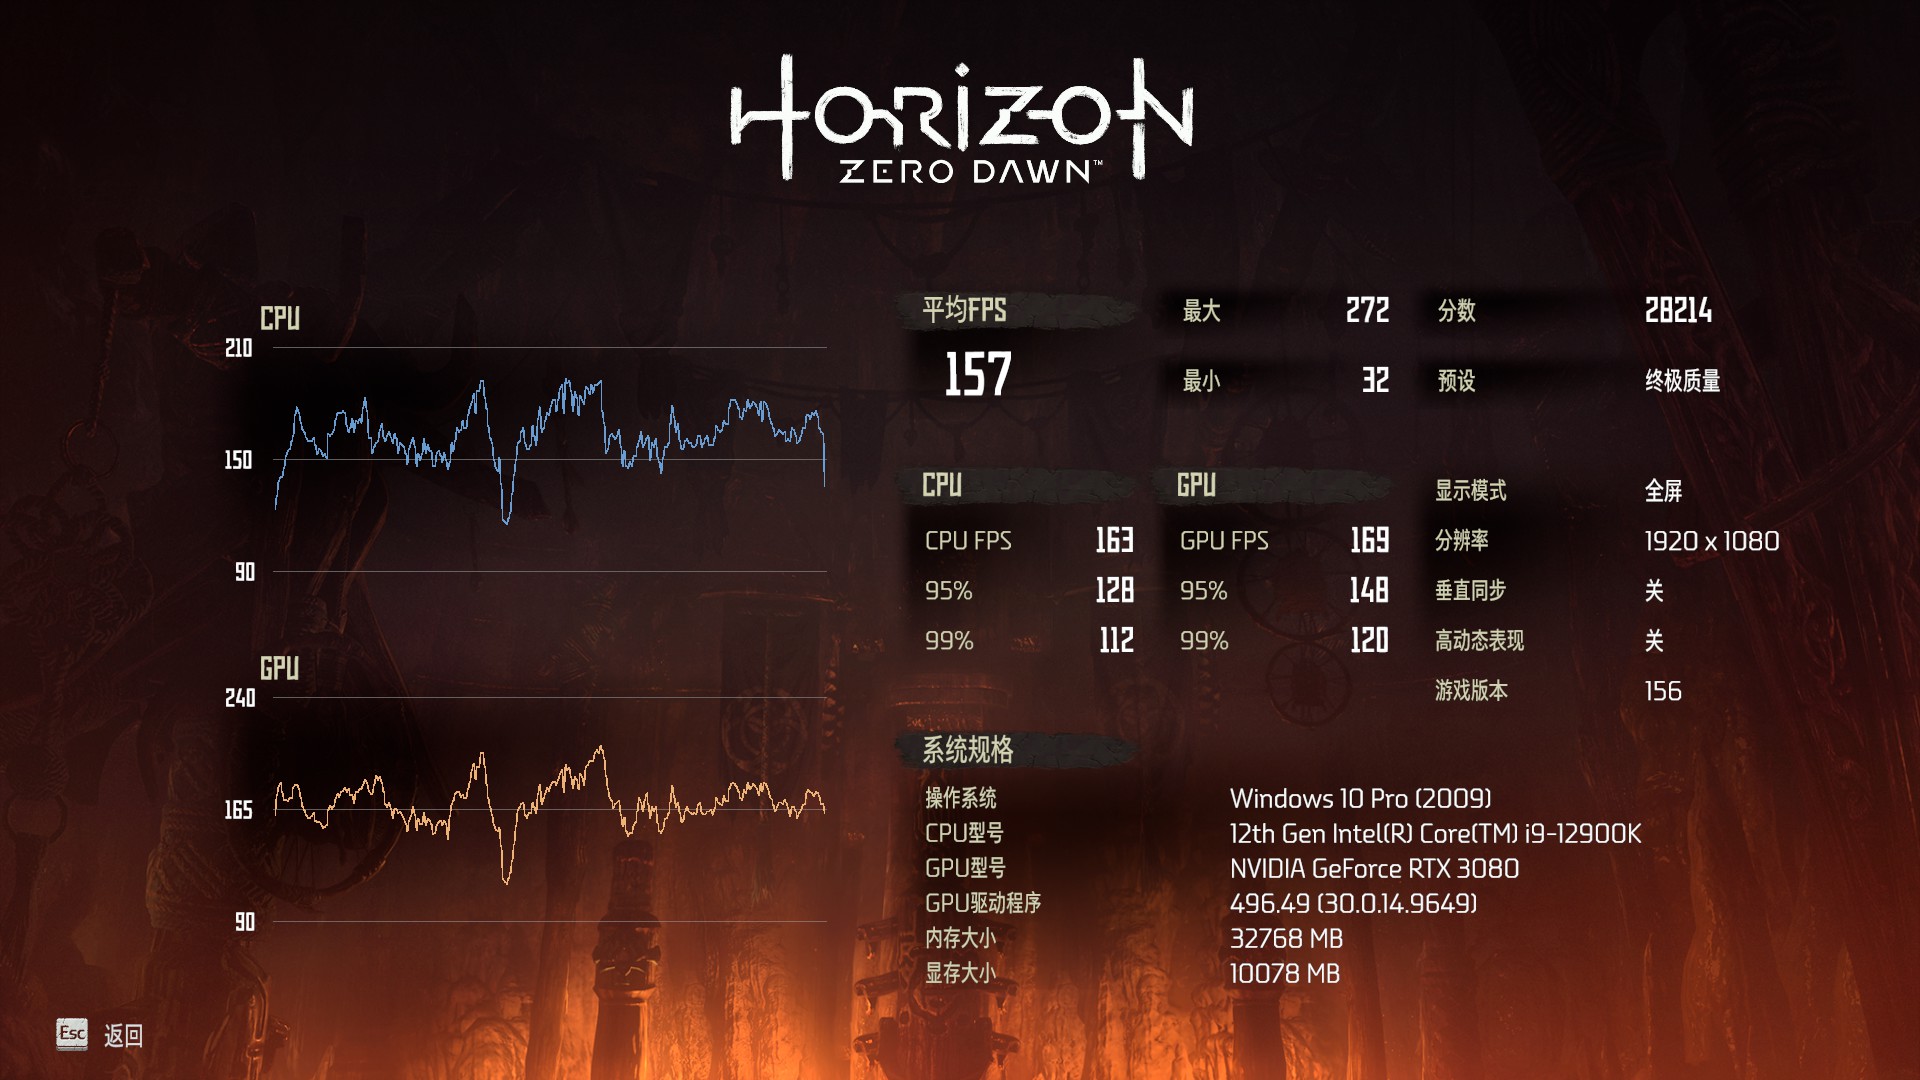 HORIZON
ZERO DAWN™
CPU
210
150
90
GPU
240
165
90
平均FPS
157
最大 272
最小 32
分数 28214
预设 终极质量
CPU
CPU FPS 163
95% 128
99% 112
GPU
GPU FPS 169
95% 148
99% 120
显示模式 全屏
分辨率 1920 x 1080
垂直同步 关
高动态表现 关
游戏版本 156
系统规格
操作系统 Windows 10 Pro (2009)
CPU型号 12th Gen Intel(R) Core(TM) i9-12900K
GPU型号 NVIDIA GeForce RTX 3080
GPU驱动程序 496.49 (30.0.14.9649)
内存大小 32768 MB
显存大小 10078 MB
Esc 返回